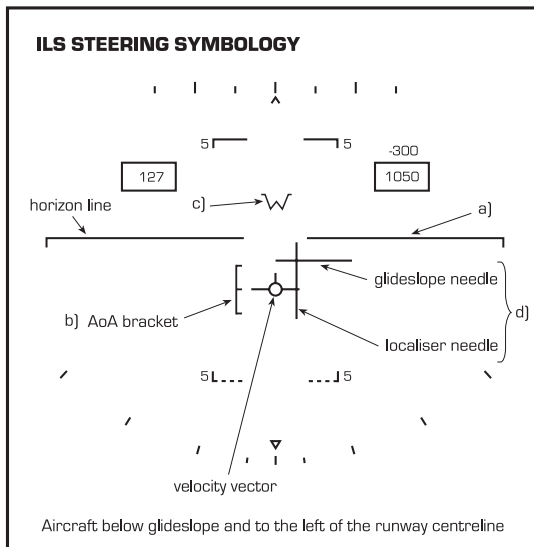 ILS STEERING SYMBOLOGY
5 5
-300
127 1050
c)
horizon line a)
glideslope needle
d)
b) AoA bracket
localiser needle
5 5
velocity vector
Aircraft below glideslope and to the left of the runway centreline